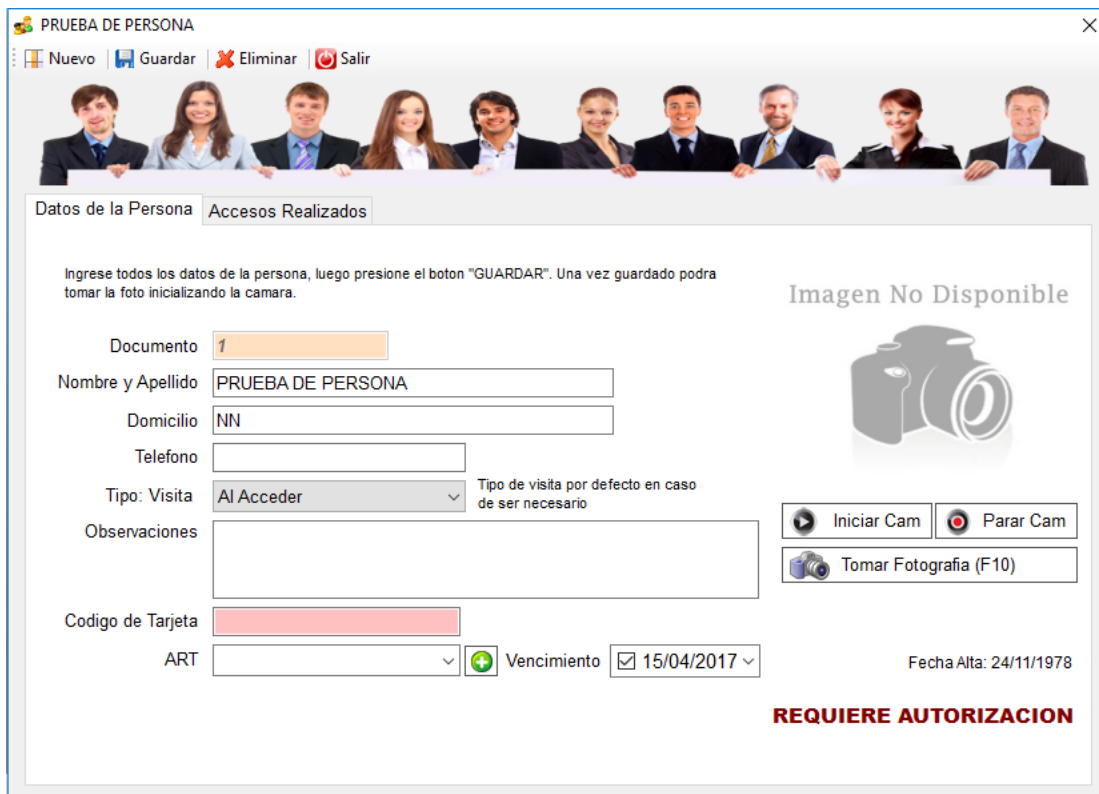 PRUEBA DE PERSONA
Nuevo Guardar Eliminar Salir
Datos de la Persona Accesos Realizados
Ingrese todos los datos de la persona, luego presione el boton "GUARDAR". Una vez guardado podra
tomar la foto inicializando la camara.
Imagen No Disponible
Documento 1
Nombre y Apellido PRUEBA DE PERSONA
Domicilio NN
Telefono
Tipo: Visita Al Acceder Tipo de visita por defecto en caso
de ser necesario
Observaciones
Iniciar Cam Parar Cam
Tomar Fotografia (F10)
Codigo de Tarjeta
ART Vencimiento 15/04/2017
Fecha Alta: 24/11/1978
REQUIERE AUTORIZACION